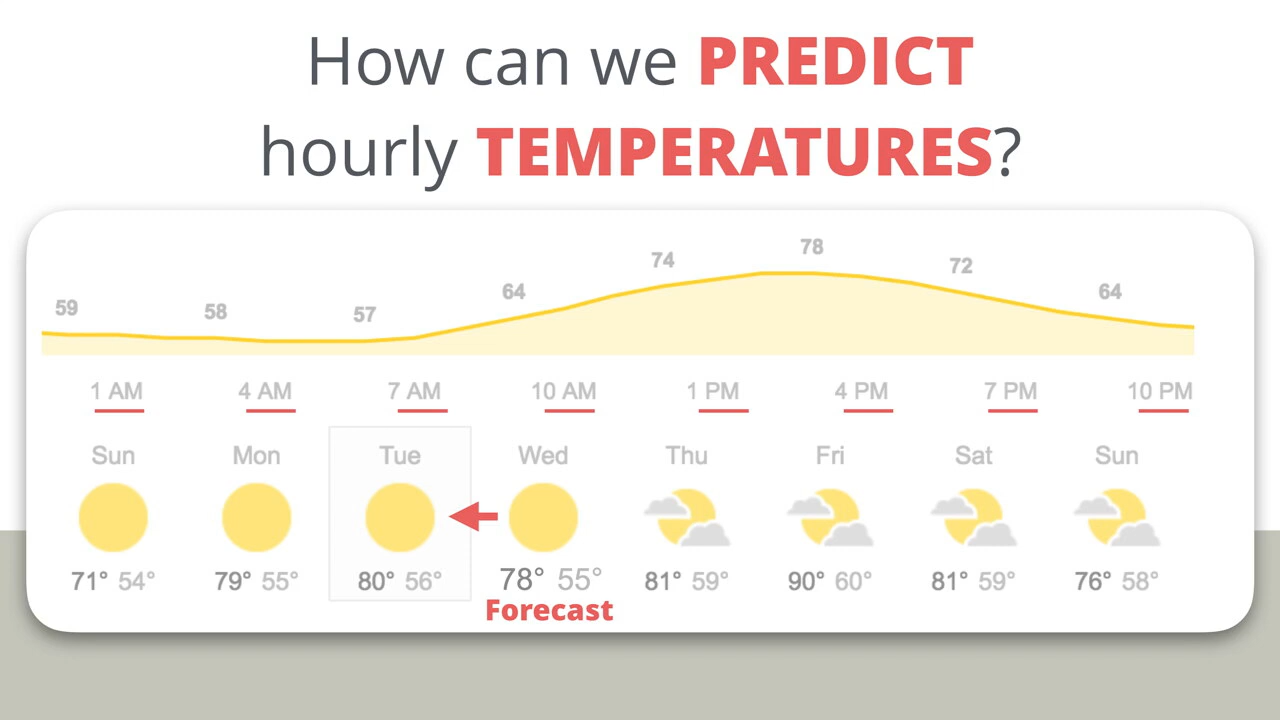 How can we PREDICT
hourly TEMPERATURES?
59 58 57 64 74 78 72 64
1 AM 4 AM 7 AM 10 AM 1 PM 4 PM 7 PM 10 PM
Sun Mon Tue Wed Thu Fri Sat Sun
71° 54° 79° 55° 80° 56° 78° 55° 81° 59° 90° 60° 81° 59° 76° 58°
Forecast